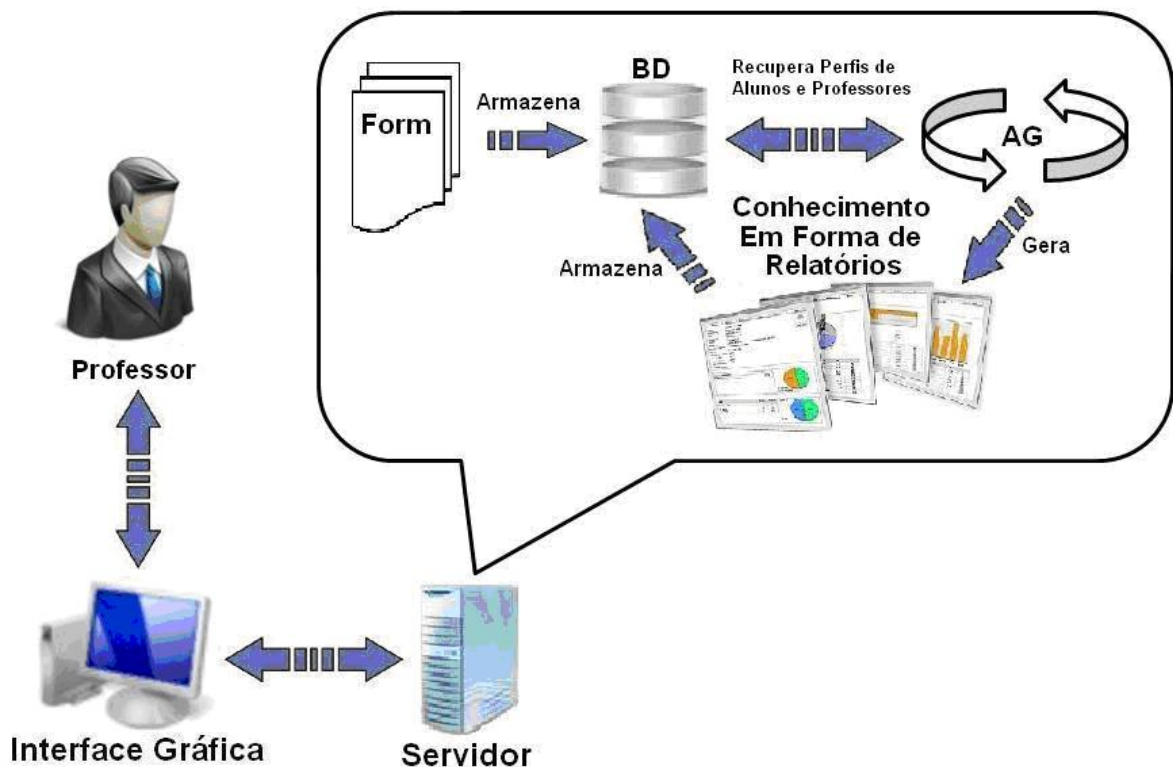 BD
Recupera Perfis de
Alunos e Professores
Armazena
Form
AG
Conhecimento
Em Forma de
Relatórios
Gera
Armazena
Professor
Interface Gráfica
Servidor